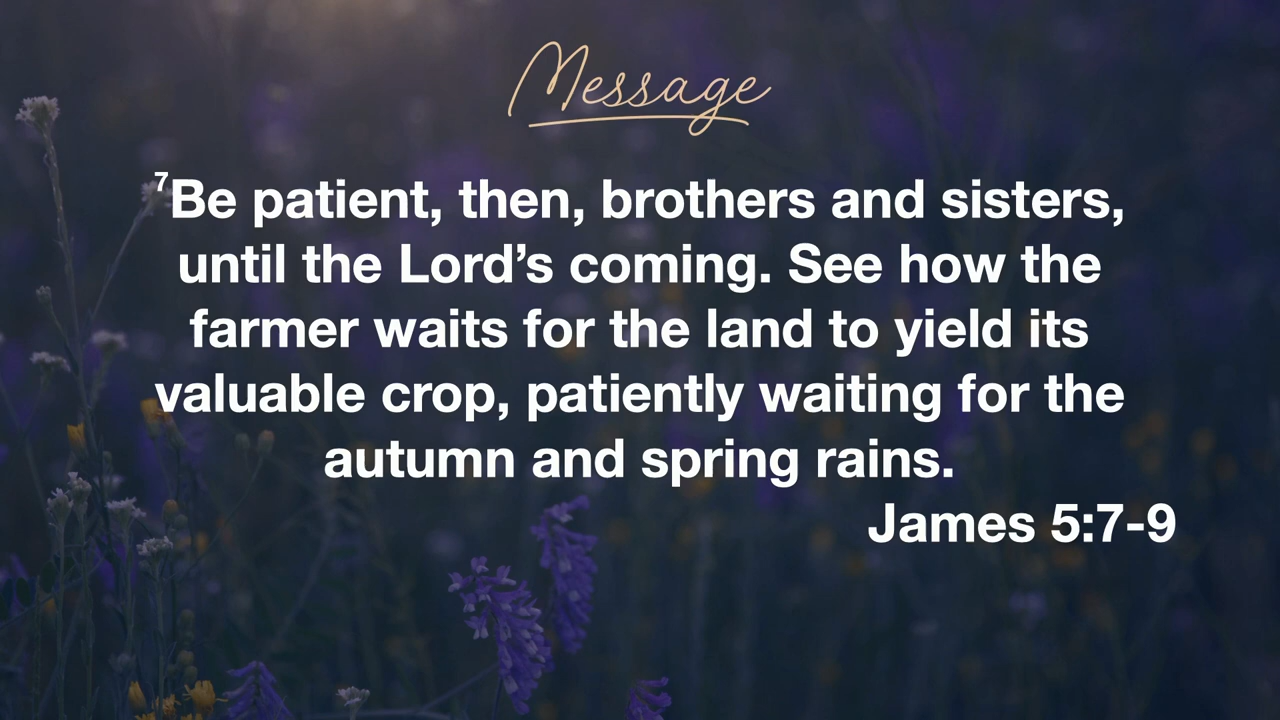 Message
⁷Be patient, then, brothers and sisters,
until the Lord’s coming. See how the
farmer waits for the land to yield its
valuable crop, patiently waiting for the
autumn and spring rains.
James 5:7-9